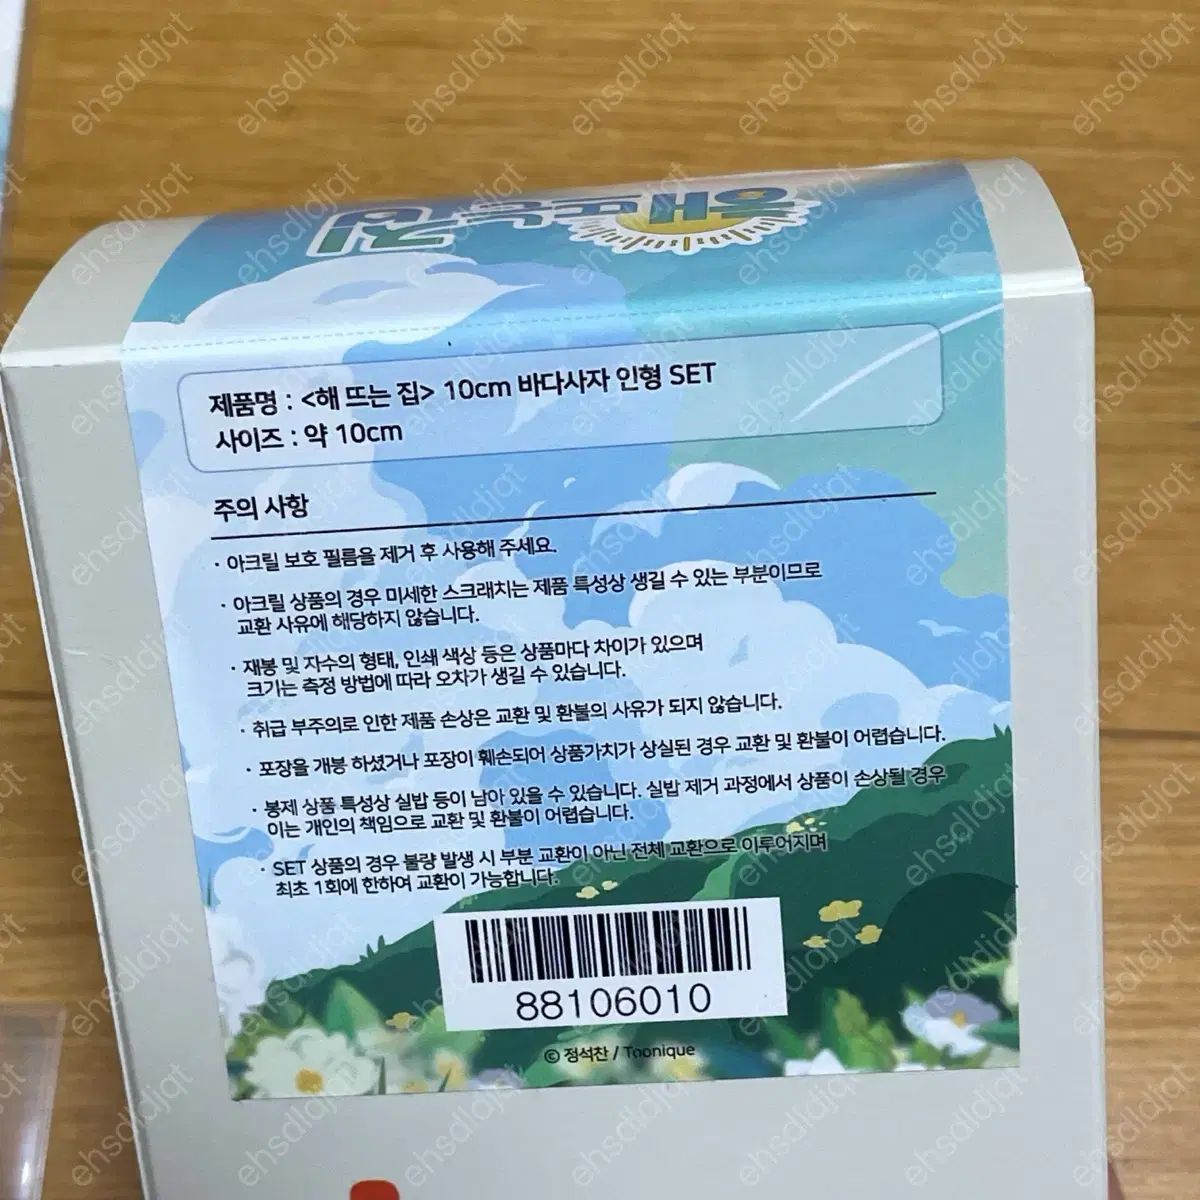 해 뜨는 집
제품명 : <해 뜨는 집> 10cm 바다사자 인형 SET
사이즈 : 약 10cm
주의 사항
· 아크릴 보호 필름을 제거 후 사용해 주세요.
· 아크릴 상품의 경우 미세한 스크래치는 제품 특성상 생길 수 있는 부분이므로
교환 사유에 해당하지 않습니다.
· 재봉 및 자수의 형태, 인쇄 색상 등은 상품마다 차이가 있으며
크기는 측정 방법에 따라 오차가 생길 수 있습니다.
· 취급 부주의로 인한 제품 손상은 교환 및 환불의 사유가 되지 않습니다.
· 포장을 개봉 하셨거나 포장이 훼손되어 상품가치가 상실된 경우 교환 및 환불이 어렵습니다.
· 봉제 상품 특성상 실밥 등이 남아 있을 수 있습니다. 실밥 제거 과정에서 상품이 손상될 경우
이는 개인의 책임으로 교환 및 환불이 어렵습니다.
· SET 상품의 경우 불량 발생 시 부분 교환이 아닌 전체 교환으로 이루어지며
최초 1회에 한하여 교환이 가능합니다.
88106010
© 정석찬 / Toonique
ehsdldjqt